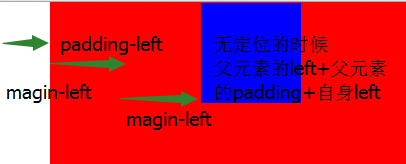 padding-left
无定位的时候
父元素的left+父元素
的padding+自身left
magin-left
magin-left